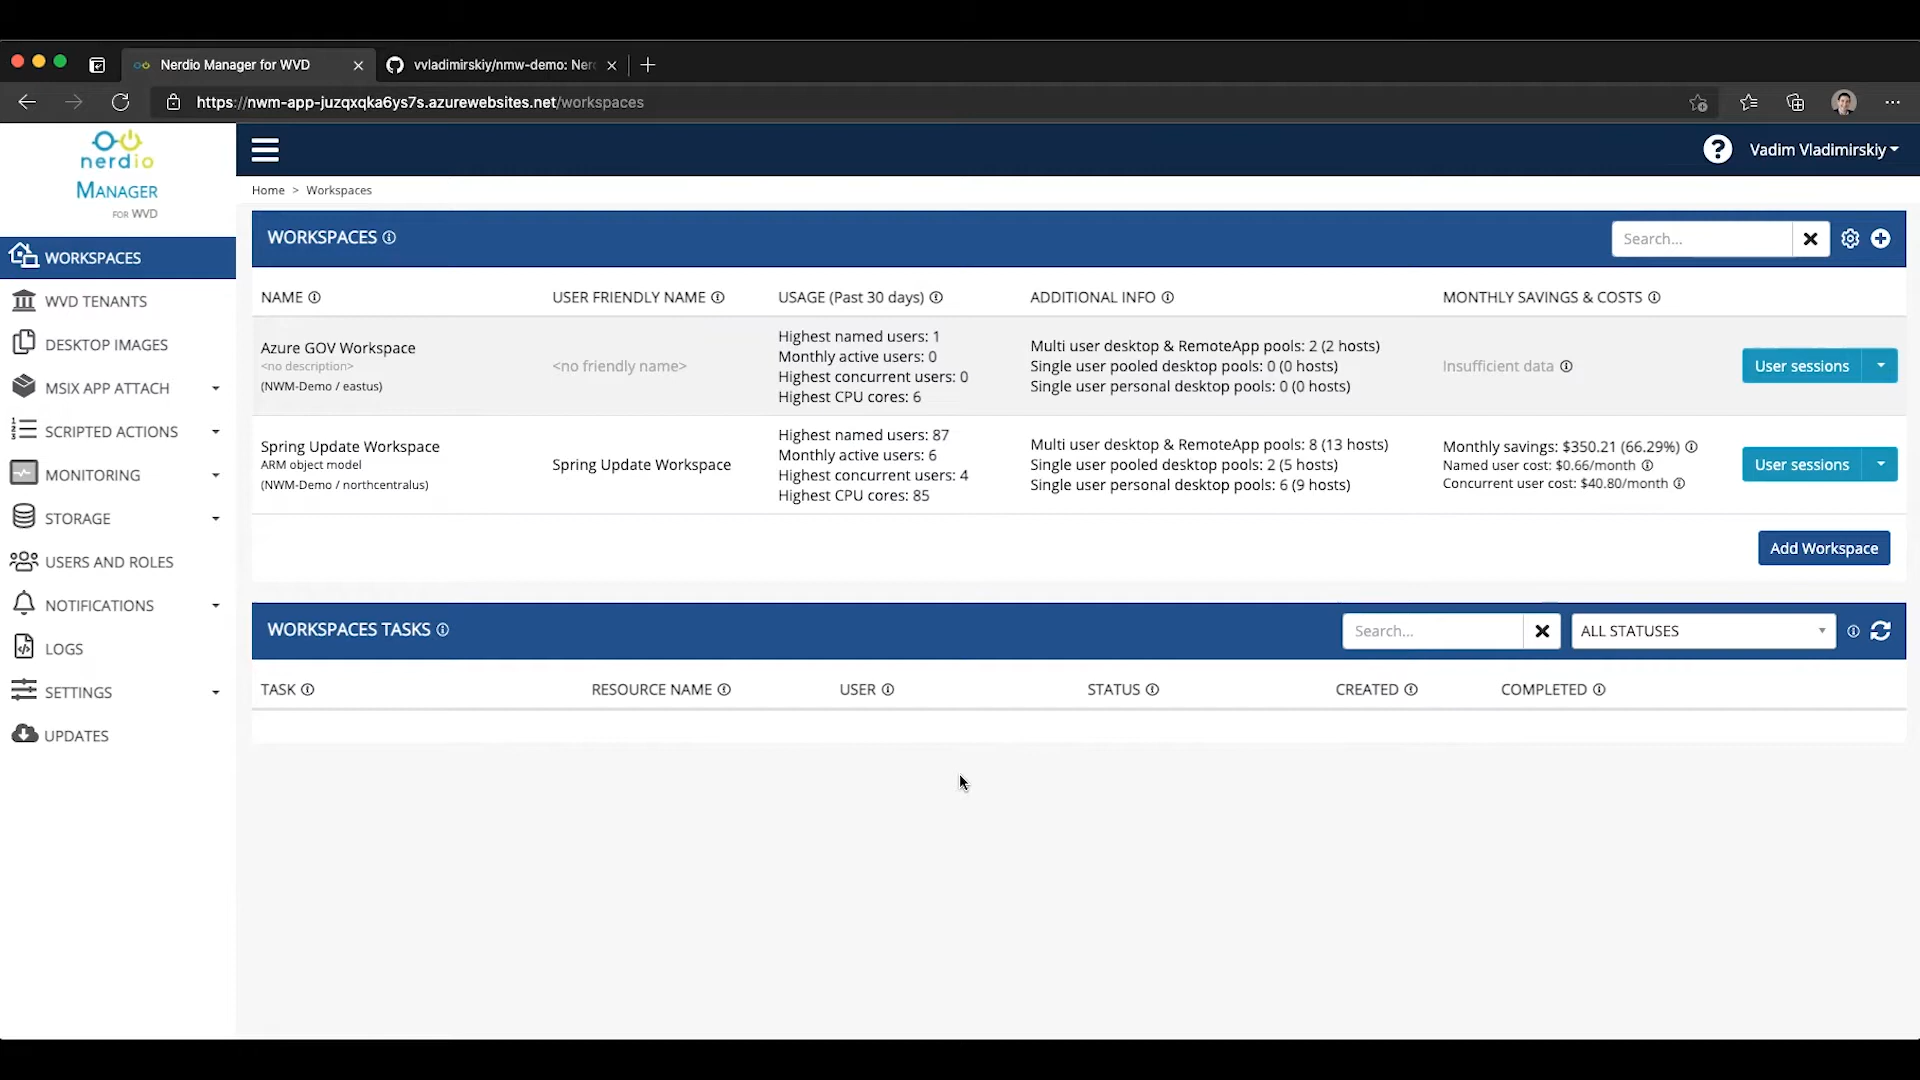 Nerdio Manager for WVD
vvladimirskiy/nmw-demo: Ner
https://nwm-app-juzqxqka6ys7s.azurewebsites.net/workspaces
nerdio
MANAGER
FOR WVD
Vadim Vladimirskiy
Home > Workspaces
WORKSPACES
WVD TENANTS
DESKTOP IMAGES
MSIX APP ATTACH
SCRIPTED ACTIONS
MONITORING
STORAGE
USERS AND ROLES
NOTIFICATIONS
LOGS
SETTINGS
UPDATES
WORKSPACES
Search...
NAME
USER FRIENDLY NAME
USAGE (Past 30 days)
ADDITIONAL INFO
MONTHLY SAVINGS & COSTS
Azure GOV Workspace
<no description>
(NWM-Demo / eastus)
<no friendly name>
Highest named users: 1
Monthly active users: 0
Highest concurrent users: 0
Highest CPU cores: 6
Multi user desktop & RemoteApp pools: 2 (2 hosts)
Single user pooled desktop pools: 0 (0 hosts)
Single user personal desktop pools: 0 (0 hosts)
Insufficient data
User sessions
Spring Update Workspace
ARM object model
(NWM-Demo / northcentralus)
Spring Update Workspace
Highest named users: 87
Monthly active users: 6
Highest concurrent users: 4
Highest CPU cores: 85
Multi user desktop & RemoteApp pools: 8 (13 hosts)
Single user pooled desktop pools: 2 (5 hosts)
Single user personal desktop pools: 6 (9 hosts)
Monthly savings: $350.21 (66.29%)
Named user cost: $0.66/month
Concurrent user cost: $40.80/month
User sessions
Add Workspace
WORKSPACES TASKS
Search...
ALL STATUSES
TASK
RESOURCE NAME
USER
STATUS
CREATED
COMPLETED